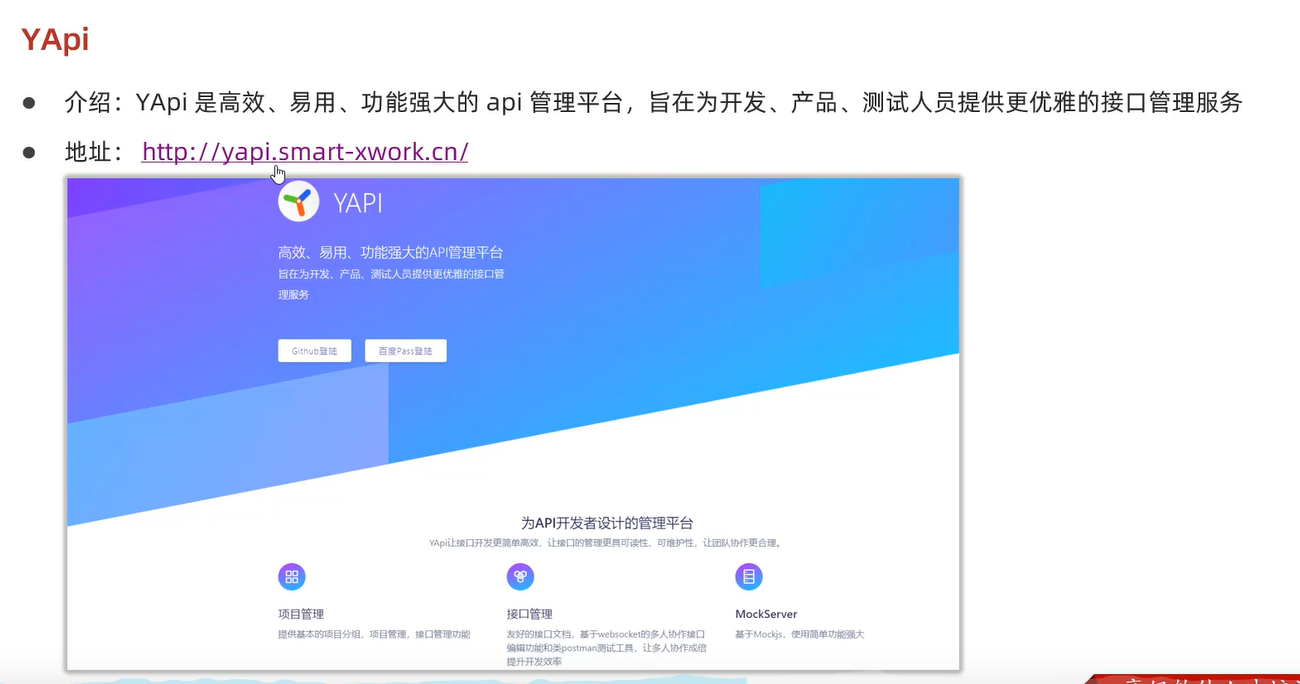 YApi
介绍：YApi 是高效、易用、功能强大的 api 管理平台，旨在为开发、产品、测试人员提供更优雅的接口管理服务
地址： http://yapi.smart-xwork.cn/
YAPI
高效、易用、功能强大的API管理平台
旨在为开发、产品、测试人员提供更优雅的接口管
理服务
Github登陆 百度Pass登陆
为API开发者设计的管理平台
YApi让接口开发更简单高效，让接口的管理更具可读性、可维护性，让团队协作更合理。
项目管理 接口管理 MockServer
提供基本的项目分组，项目管理，接口管理功能 友好的接口文档，基于websocket的多人协作接口 基于Mockjs，使用简单功能强大
编辑功能和类postman测试工具，让多人协作成倍
提升开发效率